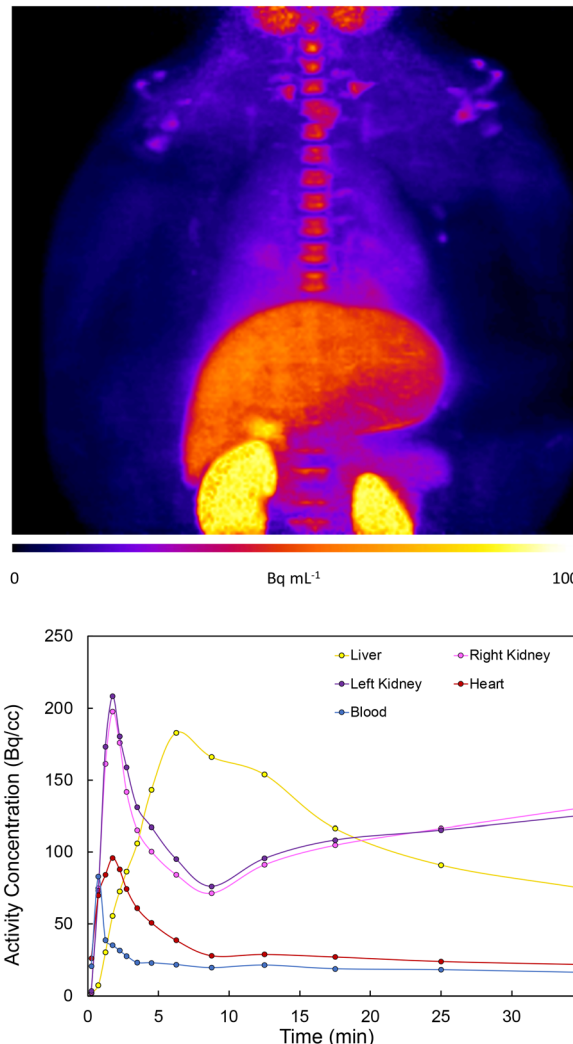 0 Bq mL⁻¹ 100
250
200
150
100
50
0
Activity Concentration (Bq/cc)
Liver Right Kidney
Left Kidney Heart
Blood
0 5 10 15 20 25 30
Time (min)